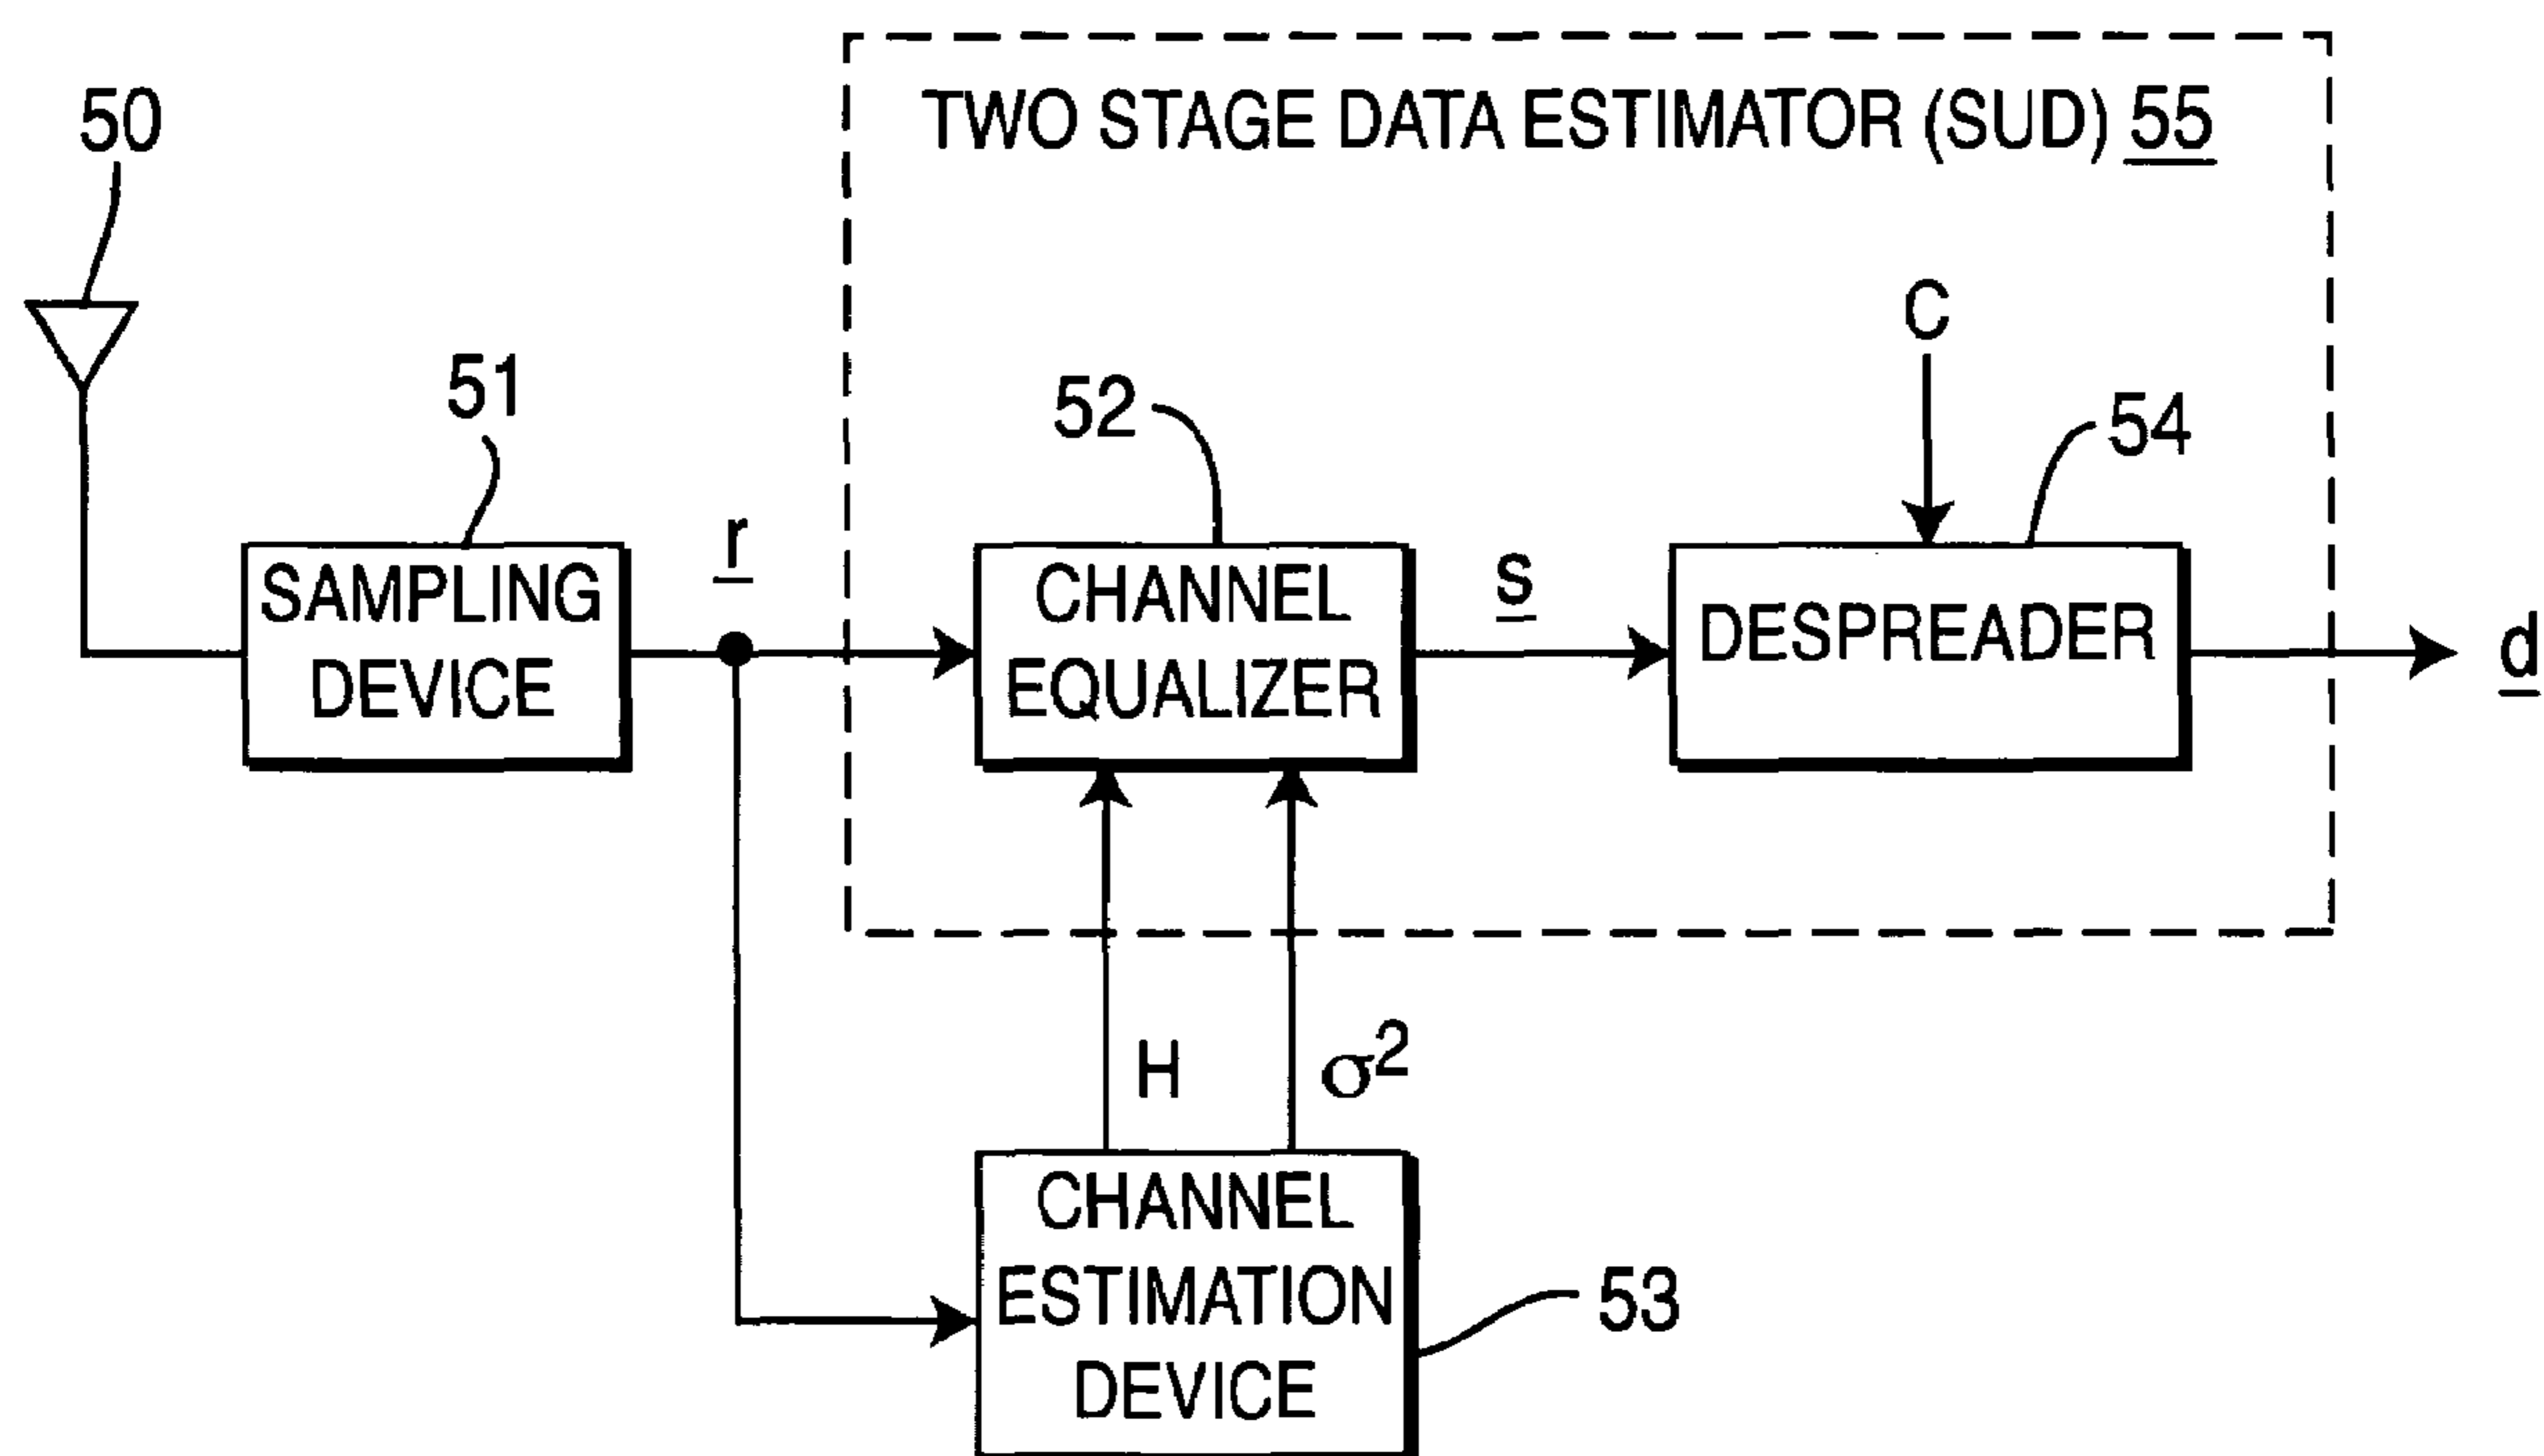 TWO STAGE DATA ESTIMATOR (SUD) 55
50
C
51
52
54
r
SAMPLING
DEVICE
CHANNEL
EQUALIZER
s
DESPREADER
d
H
σ²
CHANNEL
ESTIMATION
DEVICE
53